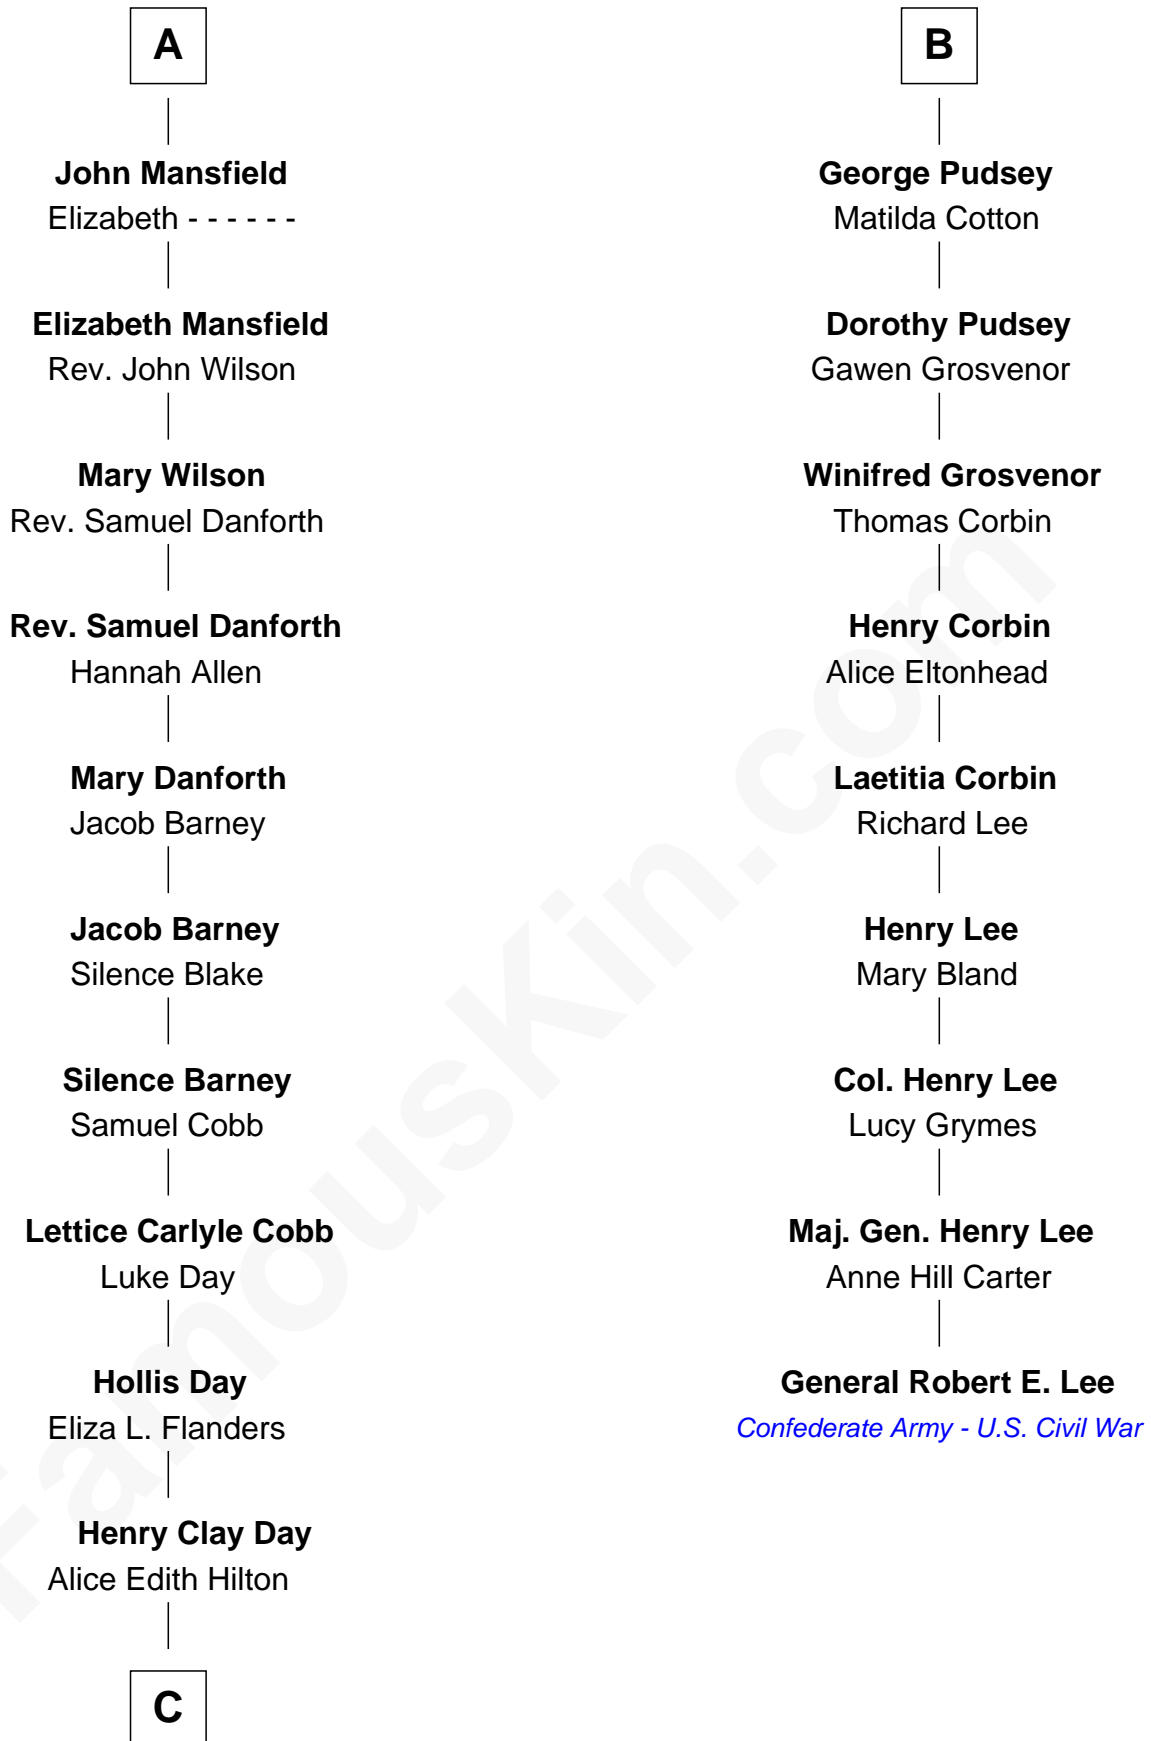 A
John Mansfield
Elizabeth - - - - - -
Elizabeth Mansfield
Rev. John Wilson
Mary Wilson
Rev. Samuel Danforth
Rev. Samuel Danforth
Hannah Allen
Mary Danforth
Jacob Barney
Jacob Barney
Silence Blake
Silence Barney
Samuel Cobb
Lettice Carlyle Cobb
Luke Day
Hollis Day
Eliza L. Flanders
Henry Clay Day
Alice Edith Hilton
C
B
George Pudsey
Matilda Cotton
Dorothy Pudsey
Gawen Grosvenor
Winifred Grosvenor
Thomas Corbin
Henry Corbin
Alice Eltonhead
Laetitia Corbin
Richard Lee
Henry Lee
Mary Bland
Col. Henry Lee
Lucy Grymes
Maj. Gen. Henry Lee
Anne Hill Carter
General Robert E. Lee
Confederate Army - U.S. Civil War
FamousKin.com